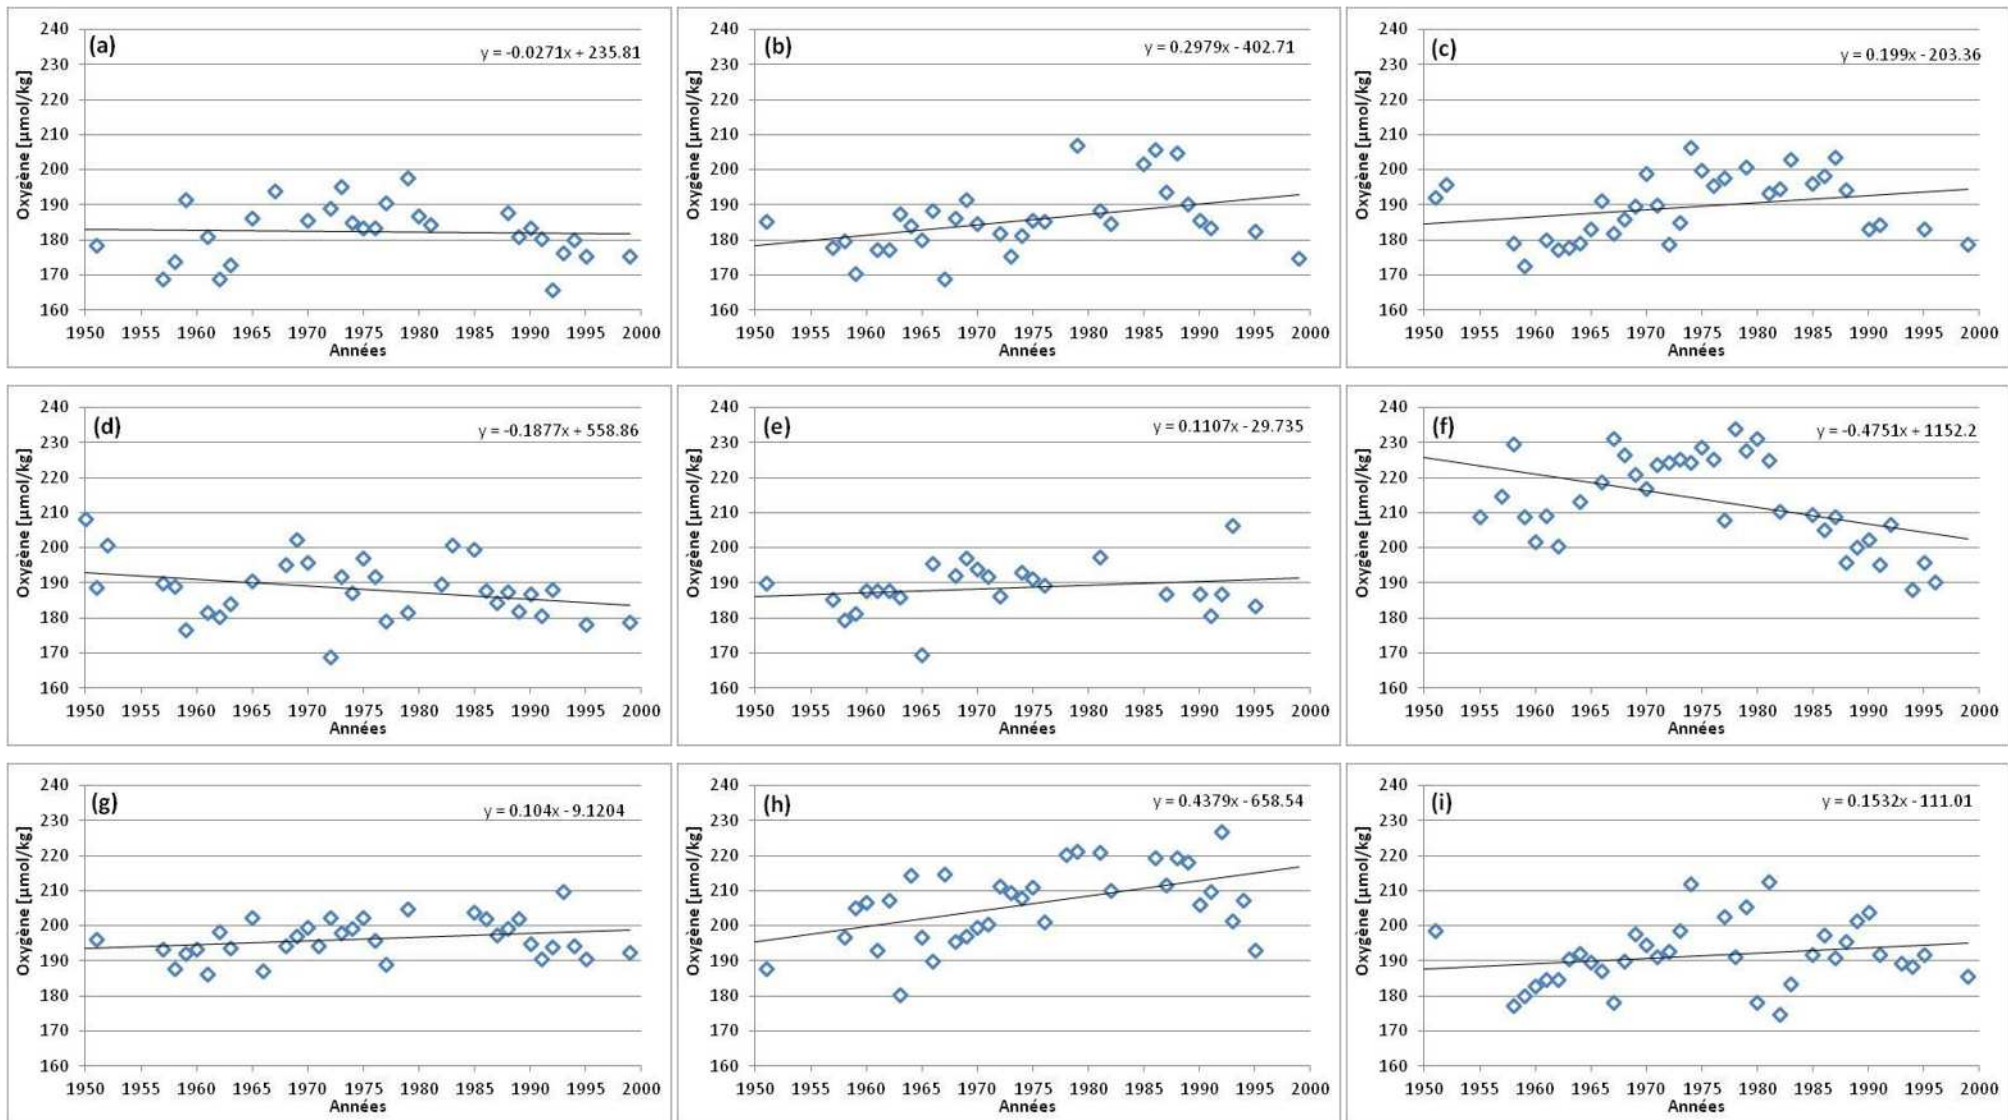 (a)
y = -0.0271x + 235.81
Oxygène [µmol/kg]
240
230
220
210
200
190
180
170
160
1950 1955 1960 1965 1970 1975 1980 1985 1990 1995 2000
Années
(b)
y = 0.2979x - 402.71
Oxygène [µmol/kg]
240
230
220
210
200
190
180
170
160
1950 1955 1960 1965 1970 1975 1980 1985 1990 1995 2000
Années
(c)
y = 0.199x - 203.36
Oxygène [µmol/kg]
240
230
220
210
200
190
180
170
160
1950 1955 1960 1965 1970 1975 1980 1985 1990 1995 2000
Années
(d)
y = -0.1877x + 558.86
Oxygène [µmol/kg]
240
230
220
210
200
190
180
170
160
1950 1955 1960 1965 1970 1975 1980 1985 1990 1995 2000
Années
(e)
y = 0.1107x - 29.735
Oxygène [µmol/kg]
240
230
220
210
200
190
180
170
160
1950 1955 1960 1965 1970 1975 1980 1985 1990 1995 2000
Années
(f)
y = -0.4751x + 1152.2
Oxygène [µmol/kg]
240
230
220
210
200
190
180
170
160
1950 1955 1960 1965 1970 1975 1980 1985 1990 1995 2000
Années
(g)
y = 0.104x - 9.1204
Oxygène [µmol/kg]
240
230
220
210
200
190
180
170
160
1950 1955 1960 1965 1970 1975 1980 1985 1990 1995 2000
Années
(h)
y = 0.4379x - 658.54
Oxygène [µmol/kg]
240
230
220
210
200
190
180
170
160
1950 1955 1960 1965 1970 1975 1980 1985 1990 1995 2000
Années
(i)
y = 0.1532x - 111.01
Oxygène [µmol/kg]
240
230
220
210
200
190
180
170
160
1950 1955 1960 1965 1970 1975 1980 1985 1990 1995 2000
Années